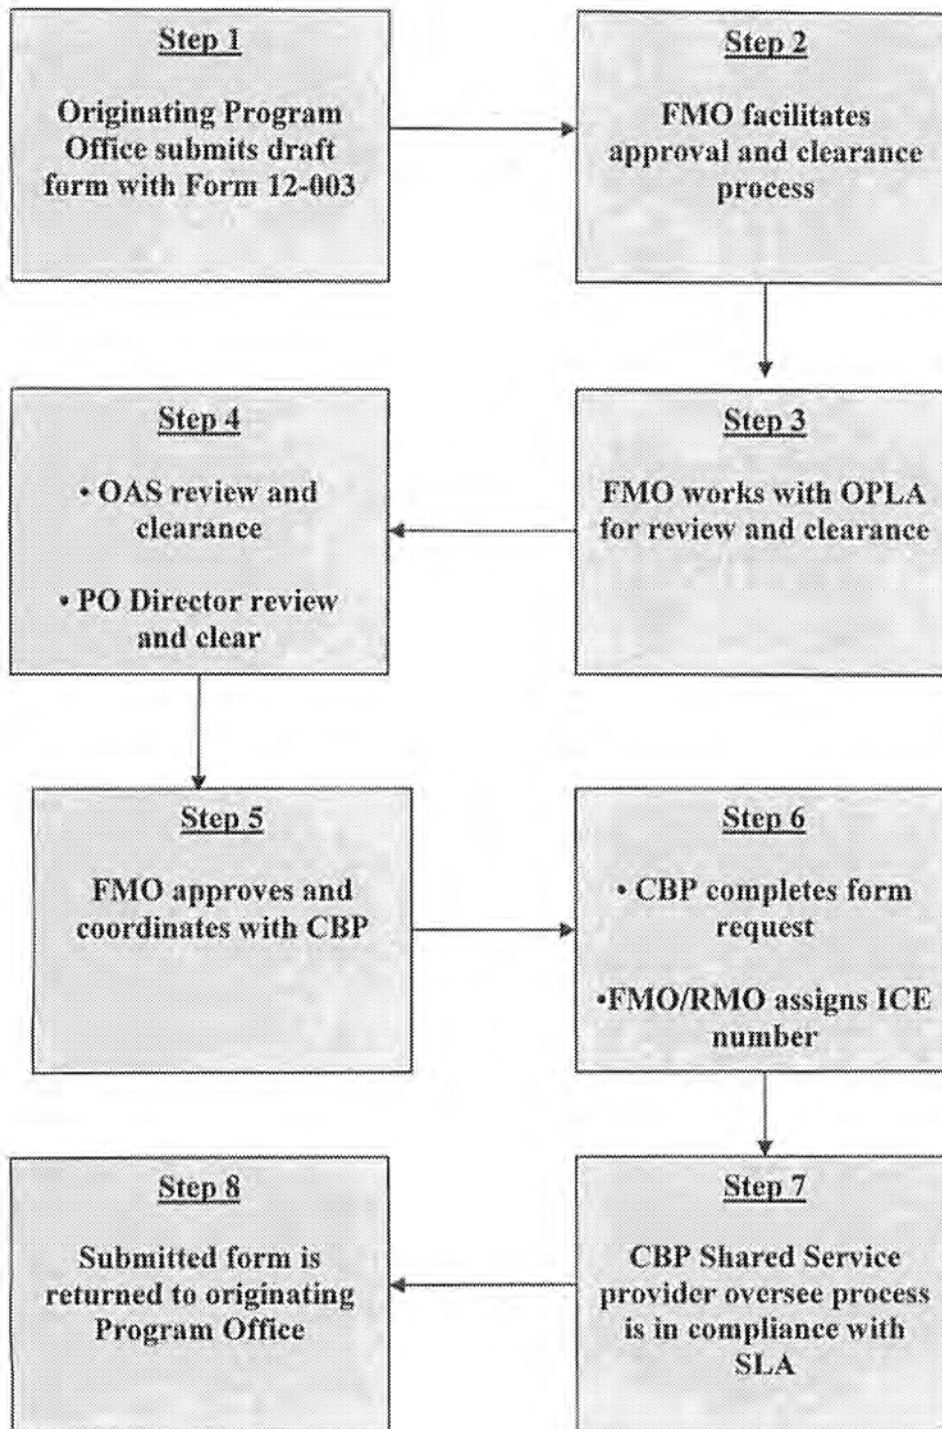 Step 1
Originating Program
Office submits draft
form with Form 12-003
Step 2
FMO facilitates
approval and clearance
process
Step 3
FMO works with OPLA
for review and clearance
Step 4
• OAS review and
clearance
• PO Director review
and clear
Step 5
FMO approves and
coordinates with CBP
Step 6
• CBP completes form
request
•FMO/RMO assigns ICE
number
Step 7
CBP Shared Service
provider oversee process
is in compliance with
SLA
Step 8
Submitted form is
returned to originating
Program Office